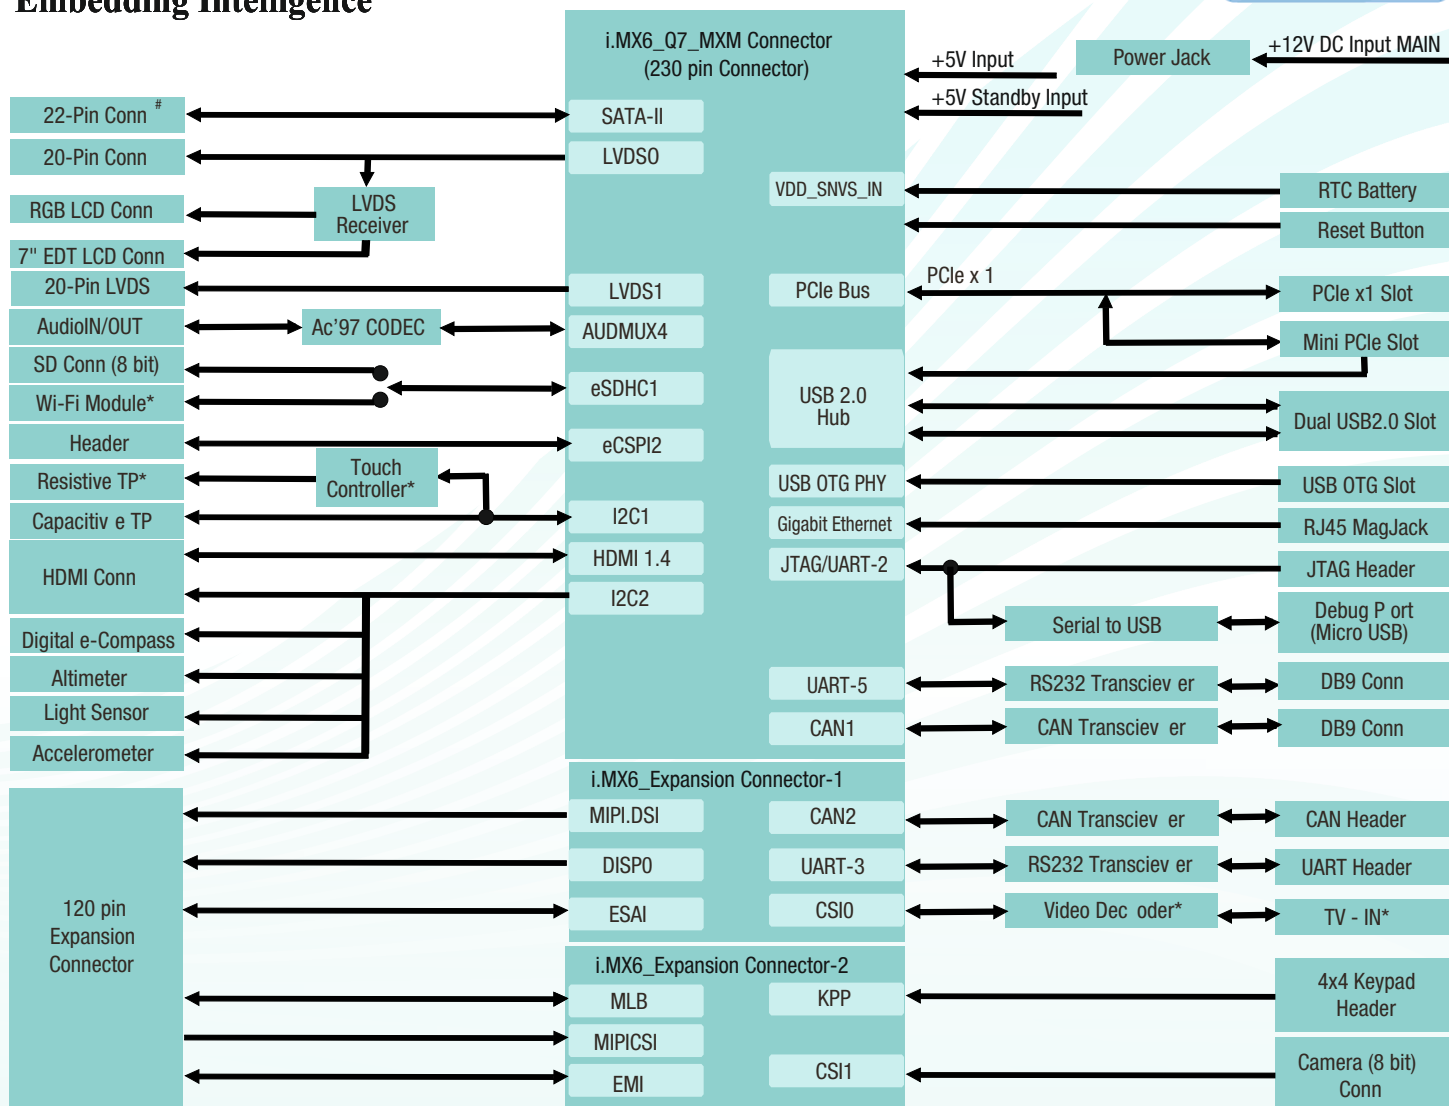 Embedding Intelligence
i.MX6_Q7_MXM Connector
(230 pin Connector)
+5V Input
Power Jack
+12V DC Input MAIN
+5V Standby Input
22-Pin Conn #
SATA-II
20-Pin Conn
LVDS0
VDD_SNVS_IN
RTC Battery
RGB LCD Conn
LVDS
Receiver
Reset Button
7" EDT LCD Conn
20-Pin LVDS
LVDS1
PCIe Bus
PCIe x 1
PCIe x1 Slot
AudioIN/OUT
Ac'97 CODEC
AUDMUX4
Mini PCIe Slot
SD Conn (8 bit)
Wi-Fi Module*
eSDHC1
USB 2.0
Hub
Dual USB2.0 Slot
Header
eCSPI2
Resistive TP*
Touch
Controller*
USB OTG PHY
USB OTG Slot
Capacitiv e TP
I2C1
Gigabit Ethernet
RJ45 MagJack
HDMI Conn
HDMI 1.4
JTAG/UART-2
JTAG Header
I2C2
Serial to USB
Debug P ort
(Micro USB)
Digital e-Compass
Altimeter
UART-5
RS232 Transciev er
DB9 Conn
Light Sensor
CAN1
CAN Transciev er
DB9 Conn
Accelerometer
i.MX6_Expansion Connector-1
MIPI.DSI
CAN2
CAN Transciev er
CAN Header
DISP0
UART-3
RS232 Transciev er
UART Header
120 pin
Expansion
Connector
ESAI
CSI0
Video Dec oder*
TV - IN*
i.MX6_Expansion Connector-2
MLB
KPP
4x4 Keypad
Header
MIPICSI
EMI
CSI1
Camera (8 bit)
Conn